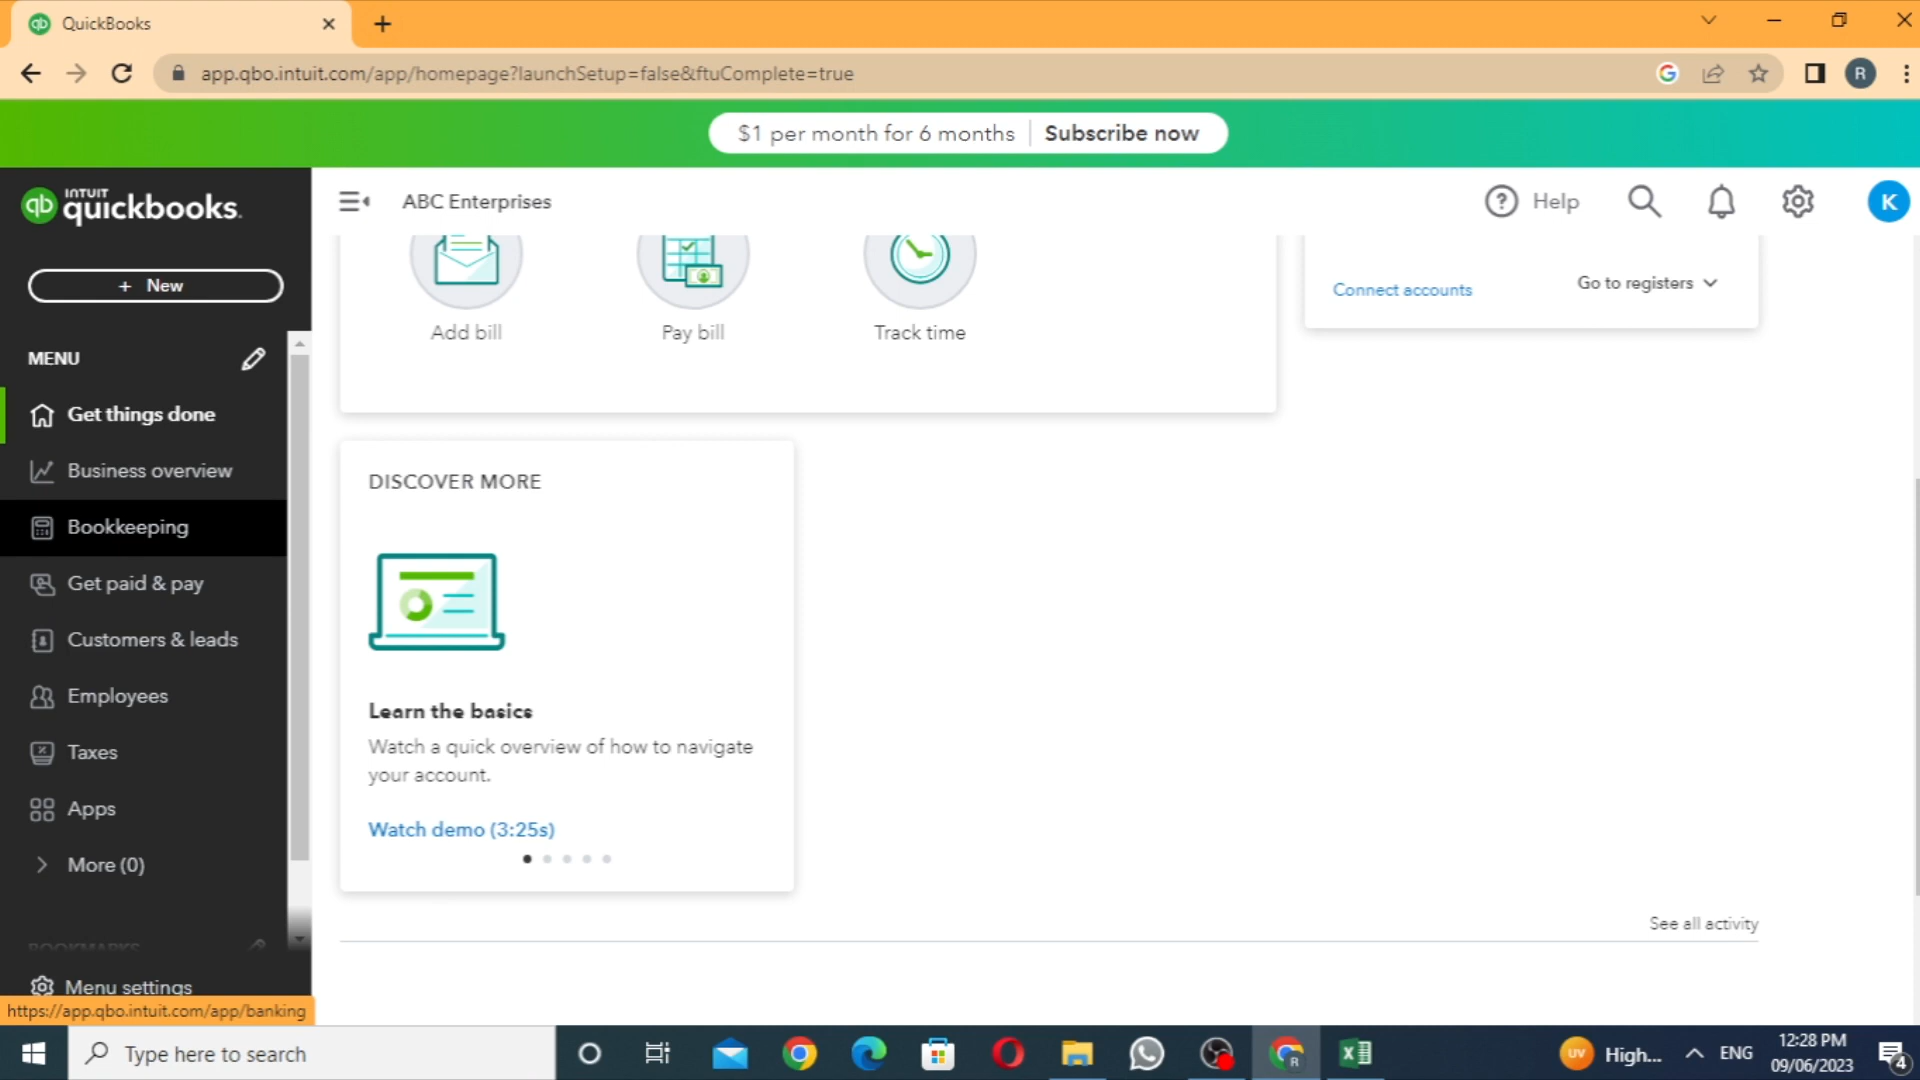 QuickBooks
app.qbo.intuit.com/app/homepage?launchSetup=false&ftuComplete=true
R
$1 per month for 6 months | Subscribe now
qb INTUIT quickbooks.
ABC Enterprises
Help
K
+ New
MENU
Get things done
Business overview
Bookkeeping
Get paid & pay
Customers & leads
Employees
Taxes
Apps
More (0)
BOOKMARKS
Menu settings
https://app.qbo.intuit.com/app/banking
Add bill
Pay bill
Track time
Connect accounts
Go to registers
DISCOVER MORE
Learn the basics
Watch a quick overview of how to navigate
your account.
Watch demo (3:25s)
See all activity
Type here to search
UV
High...
ENG
12:28 PM
09/06/2023
4